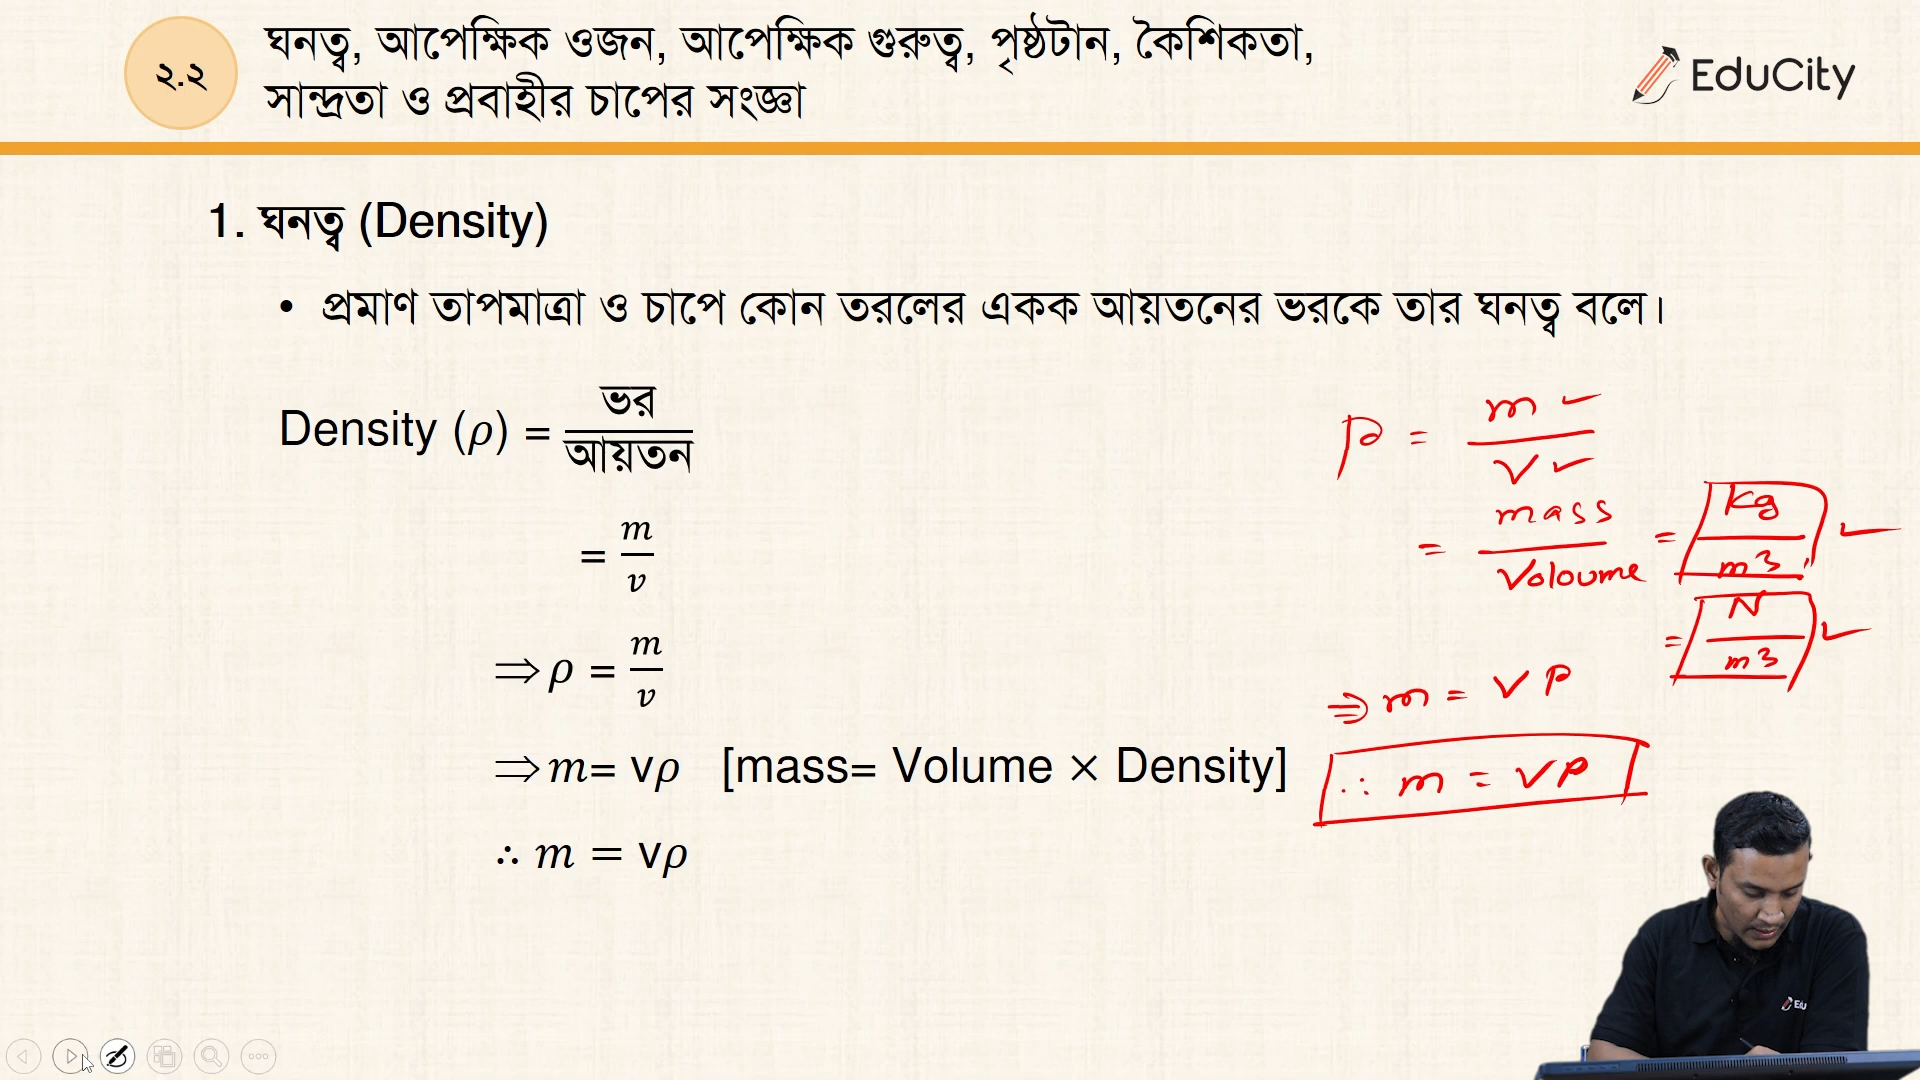 ২.২
ঘনত্ব, আপেক্ষিক ওজন, আপেক্ষিক গুরুত্ব, পৃষ্ঠটান, কৈশিকতা,
সান্দ্রতা ও প্রবাহীর চাপের সংজ্ঞা
EduCity
1. ঘনত্ব (Density)
• প্রমাণ তাপমাত্রা ও চাপে কোন তরলের একক আয়তনের ভরকে তার ঘনত্ব বলে।
Density (ρ) = ভর / আয়তন
= m / v
⇒ ρ = m / v
⇒ m= vρ [mass= Volume × Density]
∴ m = vρ
ρ = m / V
= mass / Voloume = kg / m3
= N / m3
⇒ m = Vρ
∴ m = Vρ
Edu